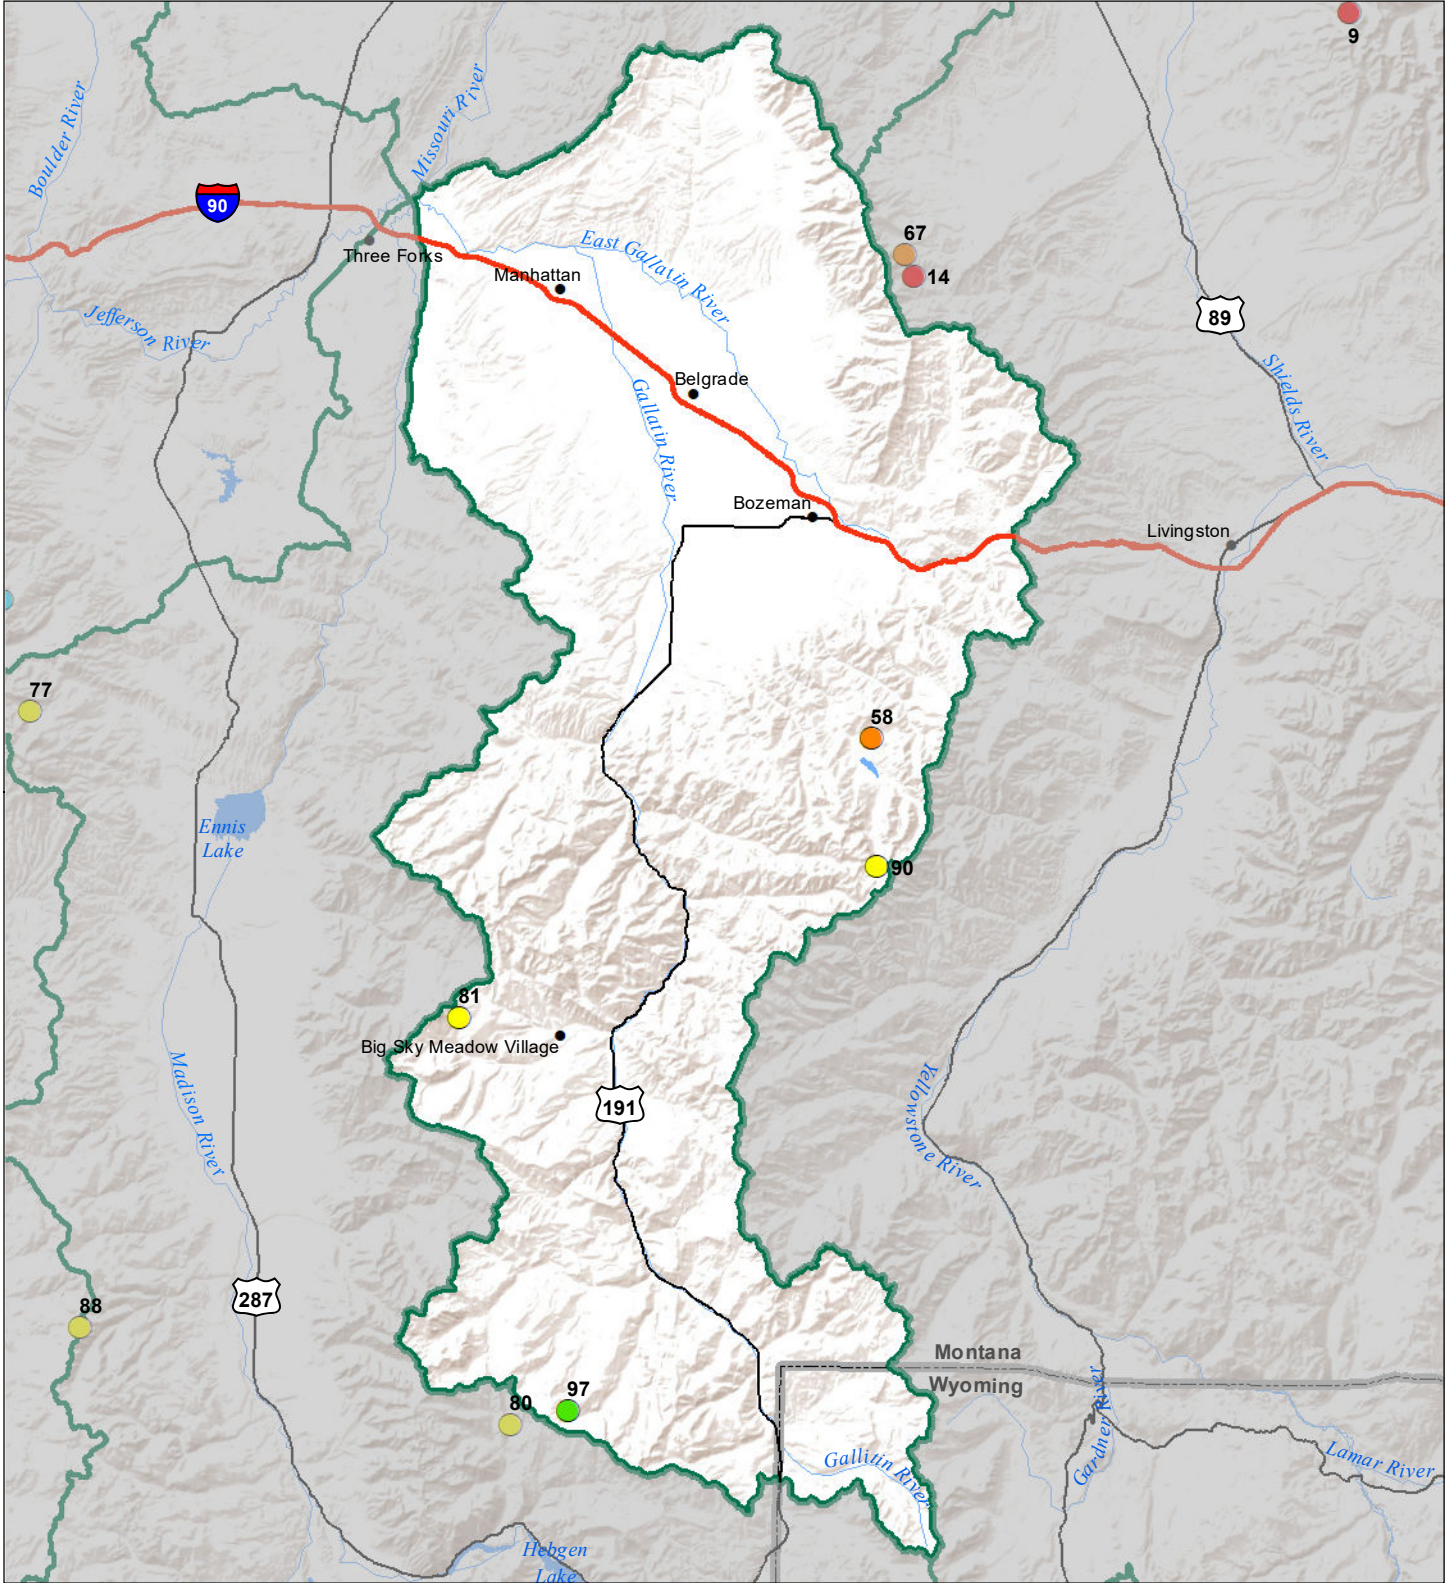 9
Missouri River
Boulder River
90
67
14
Three Forks
East Gallatin River
Manhattan
89
Jefferson River
Shields River
Belgrade
Gallatin River
Bozeman
Livingston
77
58
Ennis
Lake
90
81
Big Sky Meadow Village
Madison River
191
Yellowstone River
287
88
Montana
Wyoming
97
80
Gardner River
Gallitin River
Lamar River
Hebgen
Lake